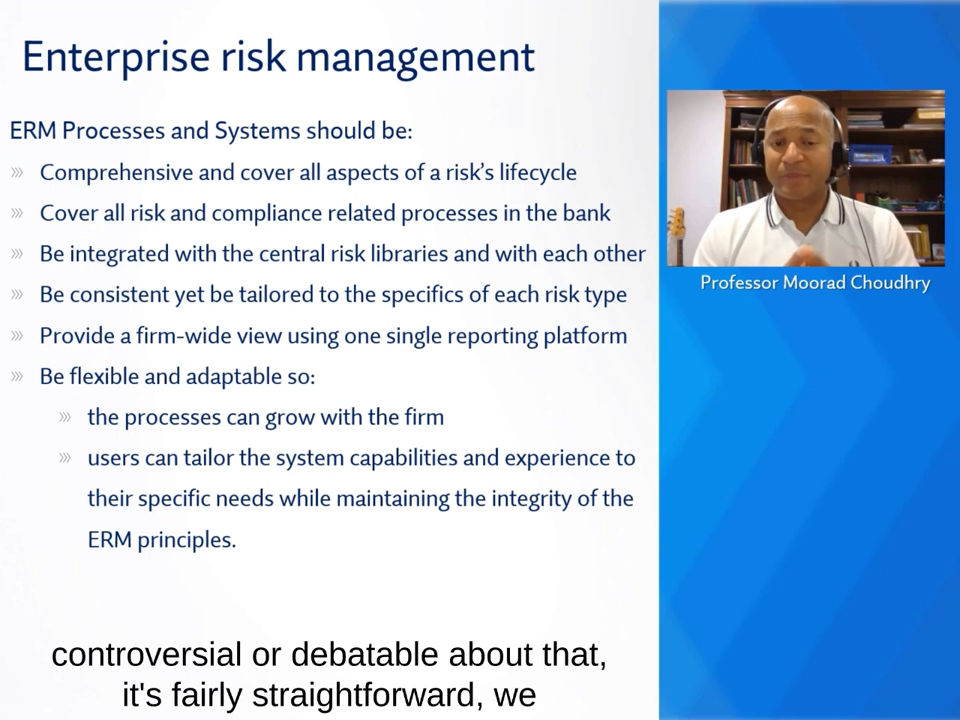 Enterprise risk management
ERM Processes and Systems should be:
Comprehensive and cover all aspects of a risk’s lifecycle
Cover all risk and compliance related processes in the bank
Be integrated with the central risk libraries and with each other
Be consistent yet be tailored to the specifics of each risk type
Provide a firm-wide view using one single reporting platform
Be flexible and adaptable so:
the processes can grow with the firm
users can tailor the system capabilities and experience to
their specific needs while maintaining the integrity of the
ERM principles.
Professor Moorad Choudhry
controversial or debatable about that,
it's fairly straightforward, we